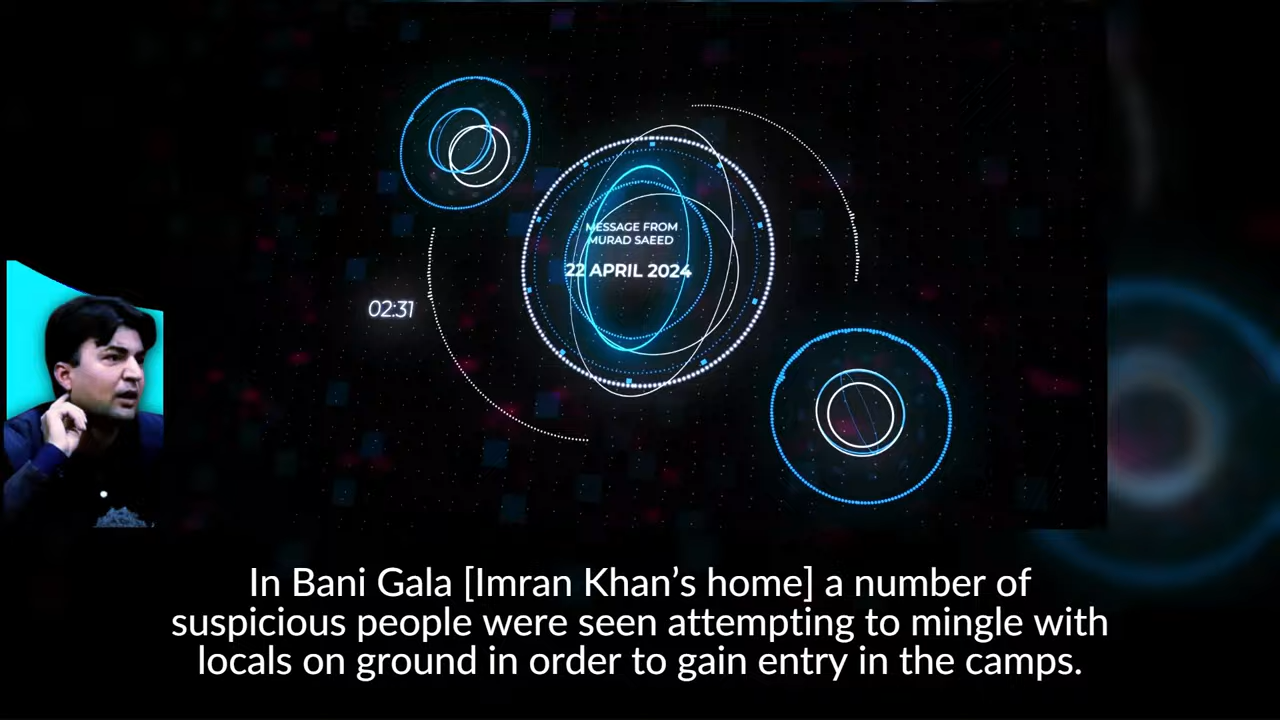 MESSAGE FROM
MURAD SAEED
22 APRIL 2024
02:31
In Bani Gala [Imran Khan’s home] a number of
suspicious people were seen attempting to mingle with
locals on ground in order to gain entry in the camps.